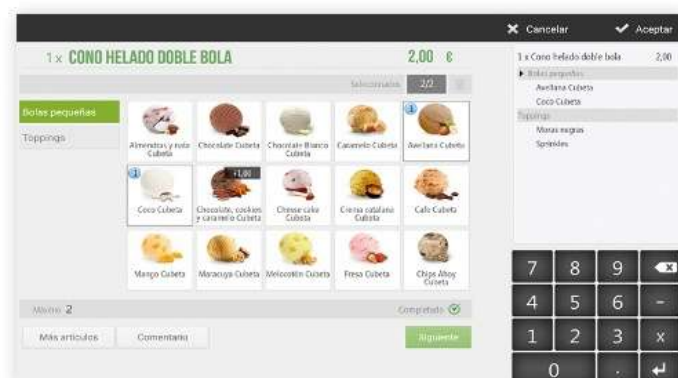 Cancelar
Aceptar
1 x CONO HELADO DOBLE BOLA
2,00 €
Seleccionados
2/2
Bolas pequeñas
Toppings
Almendras y nata
Cubeta
Chocolate Cubeta
Chocolate Blanco
Cubeta
Caramelo Cubeta
Avellana Cubeta
Coco Cubeta
+1,00
Chocolate, cookies
y caramelo Cubeta
Cheese cake
Cubeta
Crema catalana
Cubeta
Cafe Cubeta
Mango Cubeta
Maracuya Cubeta
Melocotón Cubeta
Fresa Cubeta
Chips Ahoy
Cubeta
Máximo 2
Completado
Más artículos
Comentario
Siguiente
1 x Cono helado doble bola 2,00
Bolas pequeñas
Avellana Cubeta
Coco Cubeta
Toppings
Moras negras
Sprinkles
7 8 9
4 5 6 -
1 2 3 x
0 .